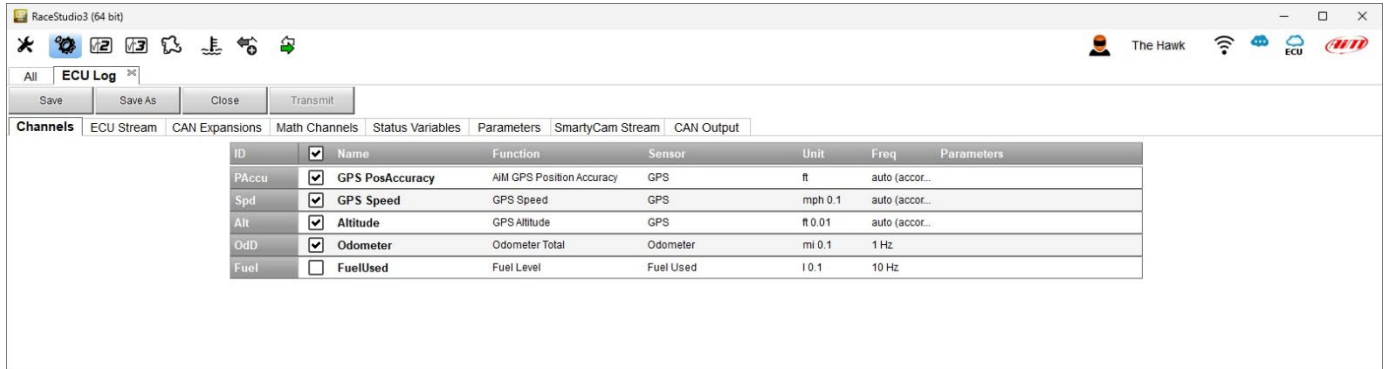 RaceStudio3 (64 bit)
The Hawk ECU AiM
All ECU Log
Save Save As Close Transmit
Channels ECU Stream CAN Expansions Math Channels Status Variables Parameters SmartyCam Stream CAN Output
ID Name Function Sensor Unit Freq Parameters
PAccu GPS PosAccuracy AiM GPS Position Accuracy GPS ft auto (accor...
Spd GPS Speed GPS Speed GPS mph 0.1 auto (accor...
Alt Altitude GPS Altitude GPS ft 0.01 auto (accor...
OdD Odometer Odometer Total Odometer mi 0.1 1 Hz
Fuel FuelUsed Fuel Level Fuel Used l 0.1 10 Hz